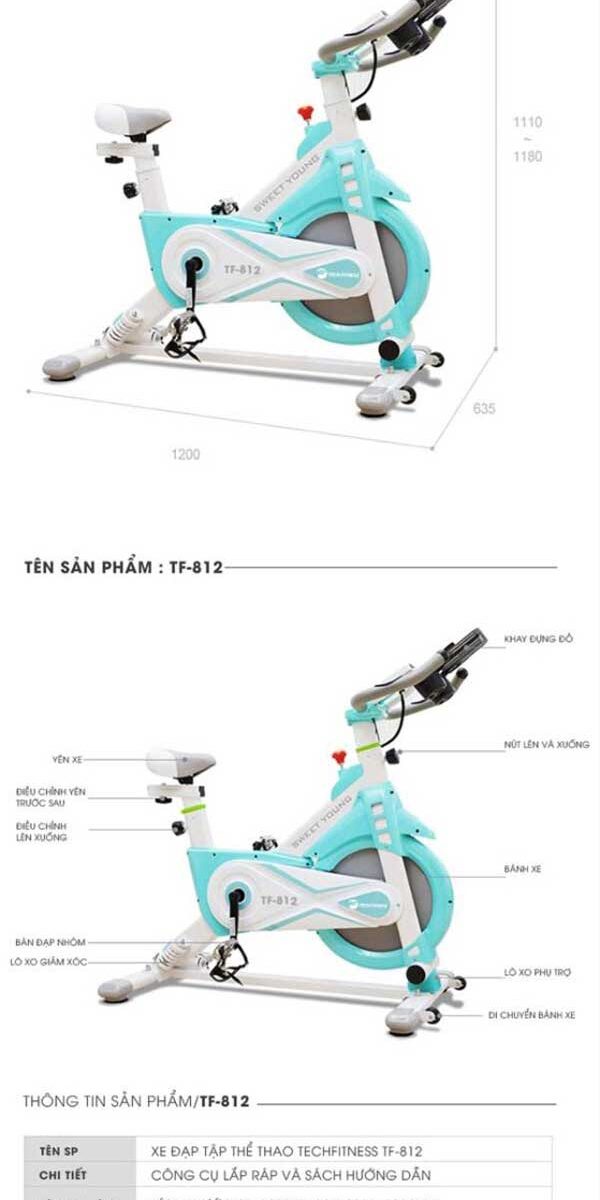 1110
~
1180
SWEET YOUNG
TF-812
635
1200
TÊN SẢN PHẨM : TF-812
KHAY ĐỰNG ĐỒ
NÚT LÊN VÀ XUỐNG
YÊN XE
ĐIỀU CHỈNH YÊN
TRƯỚC SAU
ĐIỀU CHỈNH
LÊN XUỐNG
SWEET YOUNG
BÁNH XE
TF-812
BÀN ĐẠP NHÔM
LÒ XO GIẢM XÓC
LÒ XO PHỤ TRỢ
DI CHUYỂN BÁNH XE
THÔNG TIN SẢN PHẨM/TF-812
TÊN SP XE ĐẠP TẬP THỂ THAO TECHFITNESS TF-812
CHI TIẾT CÔNG CỤ LẮP RÁP VÀ SÁCH HƯỚNG DẪN